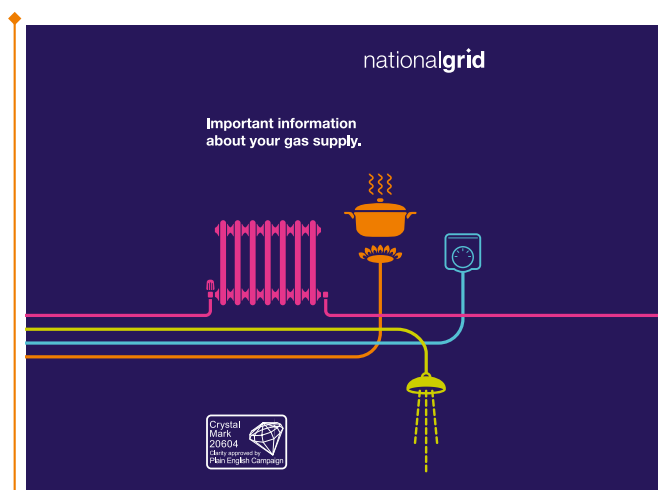 nationalgrid
Important information
about your gas supply.
Crystal
Mark
20604
Clarity approved by
Plain English Campaign